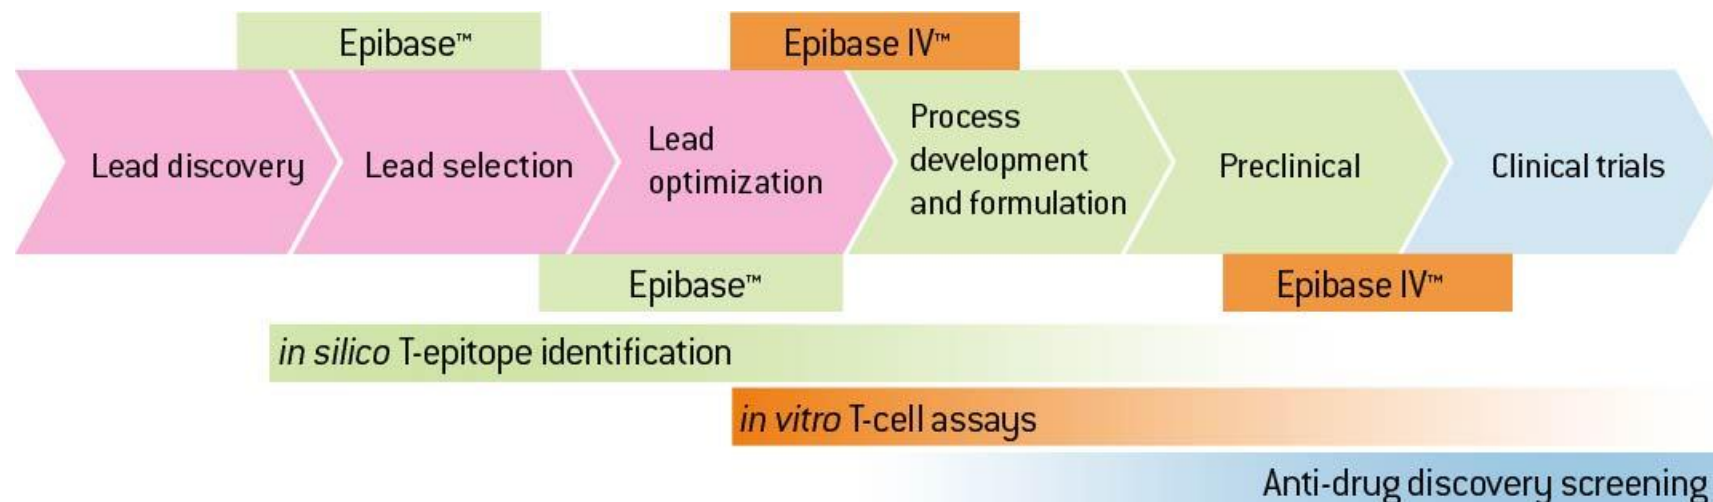 Epibase™
Epibase IV™
Lead discovery
Lead selection
Lead
optimization
Process
development
and formulation
Preclinical
Clinical trials
Epibase™
Epibase IV™
in silico T-epitope identification
in vitro T-cell assays
Anti-drug discovery screening